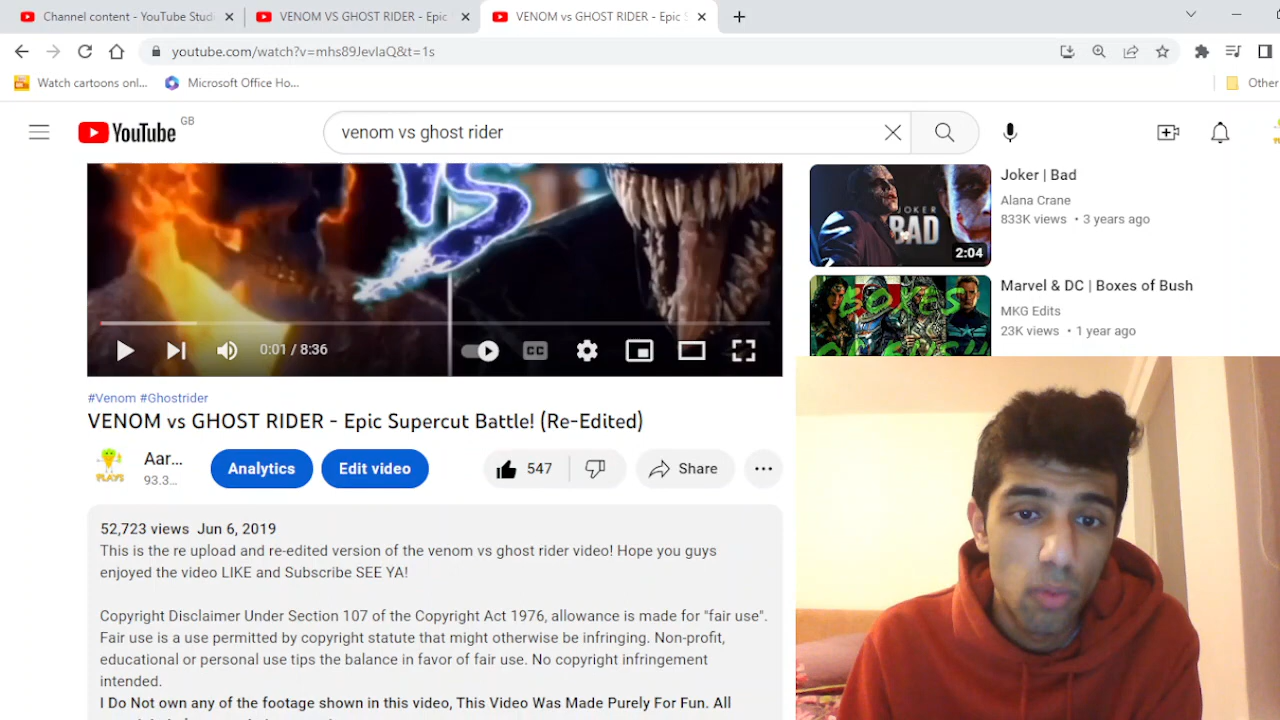 Channel content - YouTube Studi
VENOM VS GHOST RIDER - Epic
VENOM vs GHOST RIDER - Epic S
youtube.com/watch?v=mhs89JevlaQ&t=1s
Watch cartoons onl...
Microsoft Office Ho...
Other
YouTube
GB
venom vs ghost rider
VS
0:01 / 8:36
CC
#Venom #Ghostrider
VENOM vs GHOST RIDER - Epic Supercut Battle! (Re-Edited)
PLAYS
Aar...
93.3...
Analytics
Edit video
547
Share
52,723 views Jun 6, 2019
This is the re upload and re-edited version of the venom vs ghost rider video! Hope you guys
enjoyed the video LIKE and Subscribe SEE YA!
Copyright Disclaimer Under Section 107 of the Copyright Act 1976, allowance is made for "fair use".
Fair use is a use permitted by copyright statute that might otherwise be infringing. Non-profit,
educational or personal use tips the balance in favor of fair use. No copyright infringement
intended.
I Do Not own any of the footage shown in this video, This Video Was Made Purely For Fun. All
JOKER
BAD
2:04
Joker | Bad
Alana Crane
833K views • 3 years ago
BOXES
OF BUSH
Marvel & DC | Boxes of Bush
MKG Edits
23K views • 1 year ago